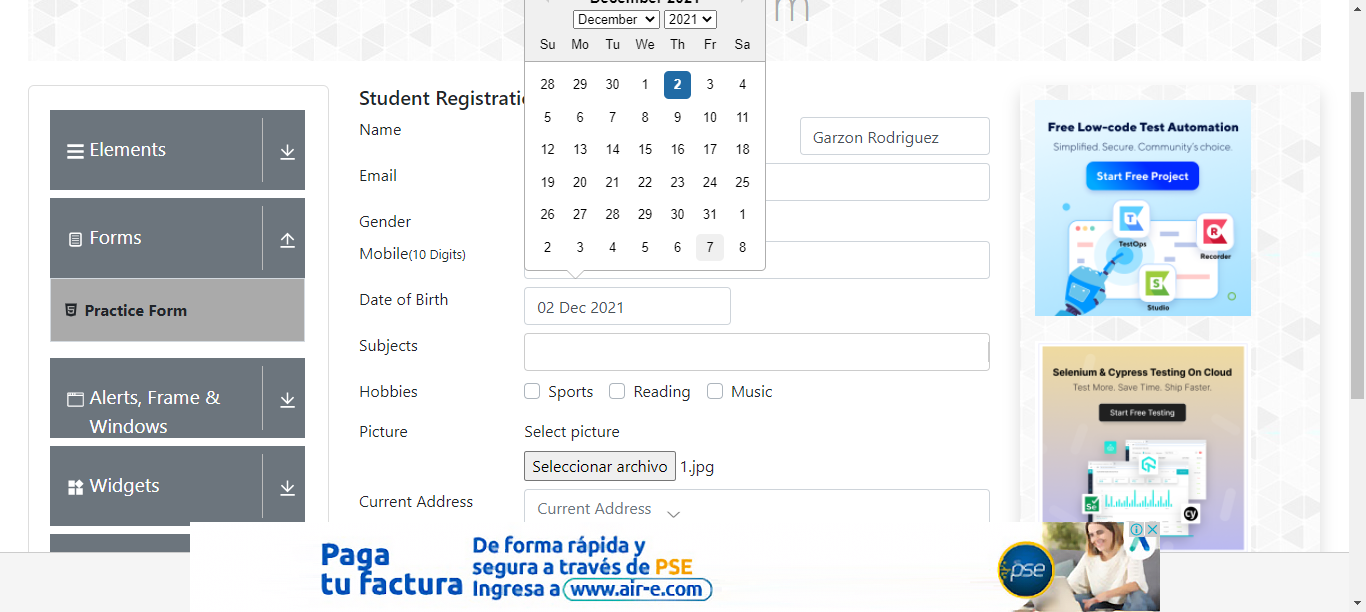 December 2021
m
December 2021
Su Mo Tu We Th Fr Sa
28 29 30 1 2 3 4
5 6 7 8 9 10 11
12 13 14 15 16 17 18
19 20 21 22 23 24 25
26 27 28 29 30 31 1
2 3 4 5 6 7 8
Elements
Forms
Practice Form
Alerts, Frame &
Windows
Widgets
Student Registratio
Name
Garzon Rodriguez
Email
Gender
Mobile(10 Digits)
Date of Birth
02 Dec 2021
Subjects
Hobbies
Sports Reading Music
Picture
Select picture
Seleccionar archivo 1.jpg
Current Address
Current Address
Free Low-code Test Automation
Simplified. Secure. Community's choice.
Start Free Project
TestOps
Recorder
Studio
Selenium & Cypress Testing On Cloud
Test More. Save Time. Ship Faster.
Start Free Testing
Se
cy
Paga
tu factura
De forma rápida y
segura a través de PSE
Ingresa a www.air-e.com
pse